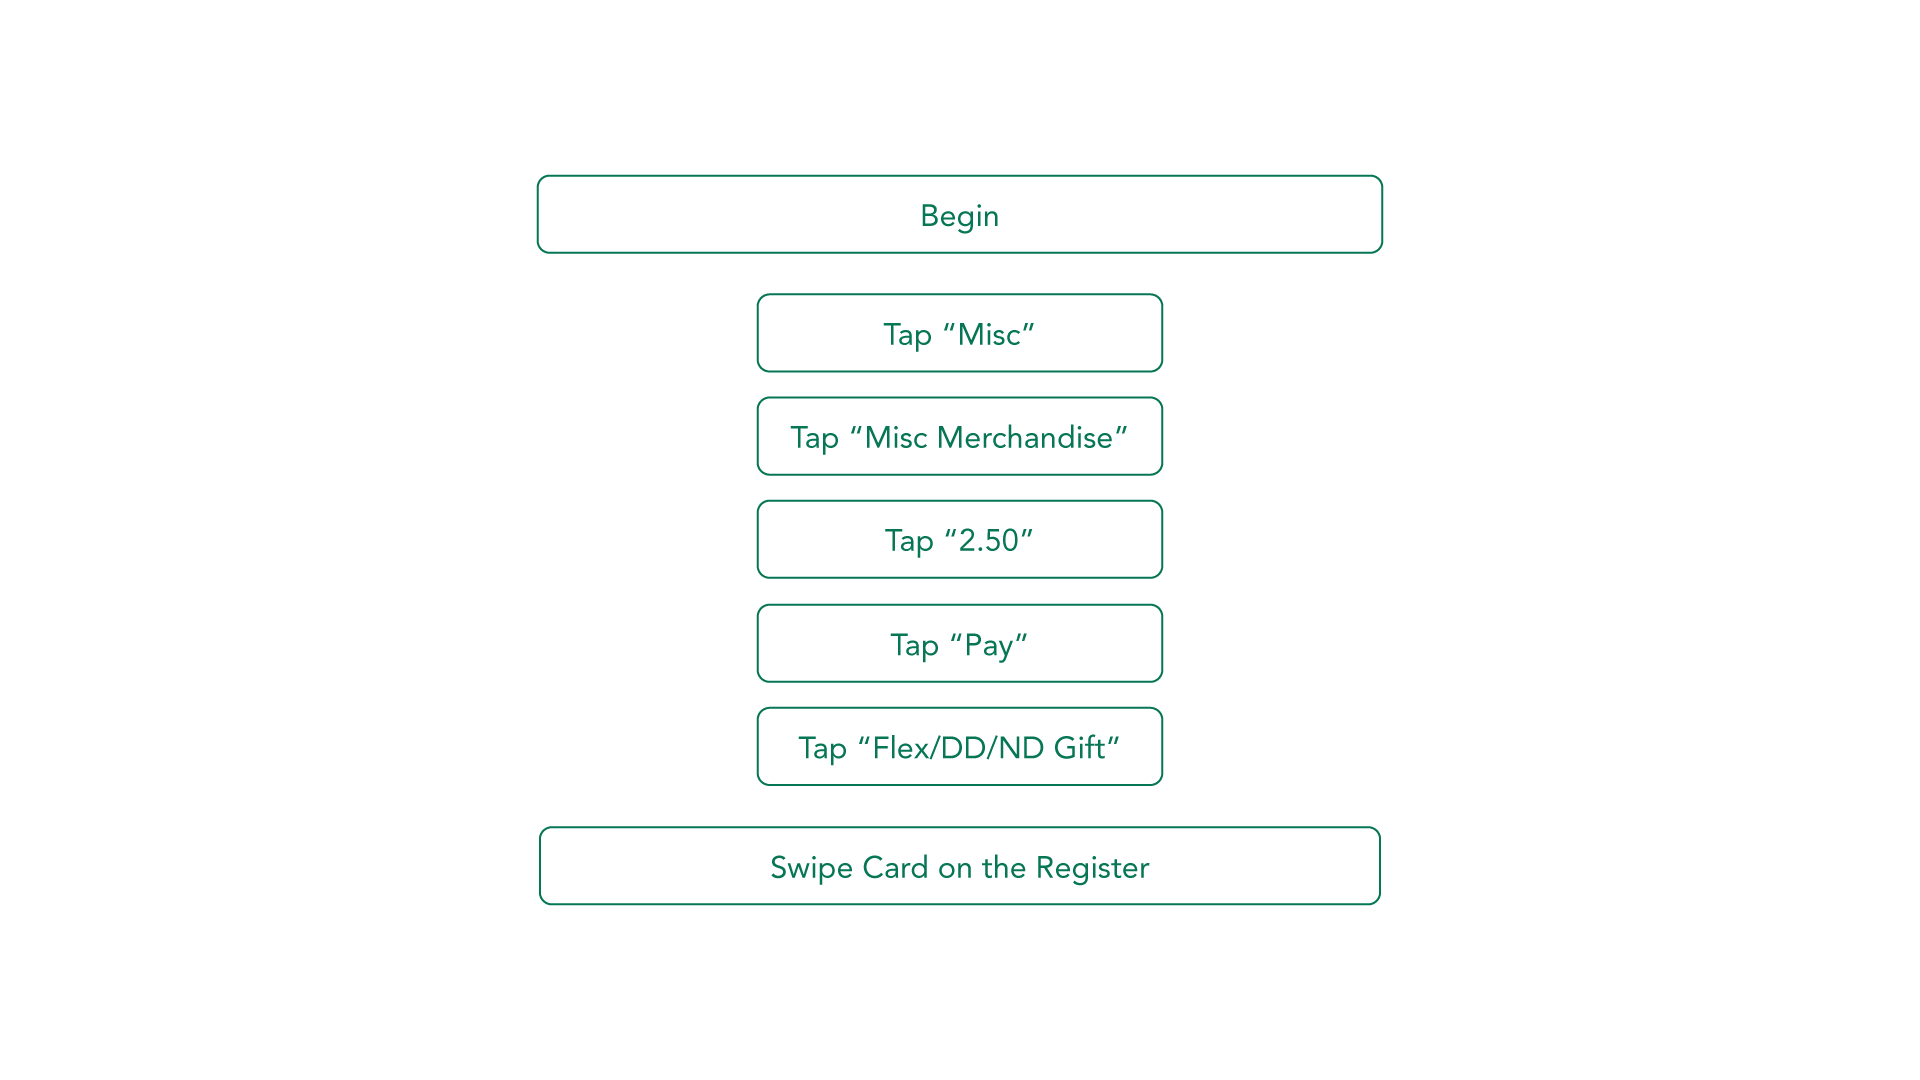 Begin
Tap “Misc”
Tap “Misc Merchandise”
Tap “2.50”
Tap “Pay”
Tap “Flex/DD/ND Gift”
Swipe Card on the Register